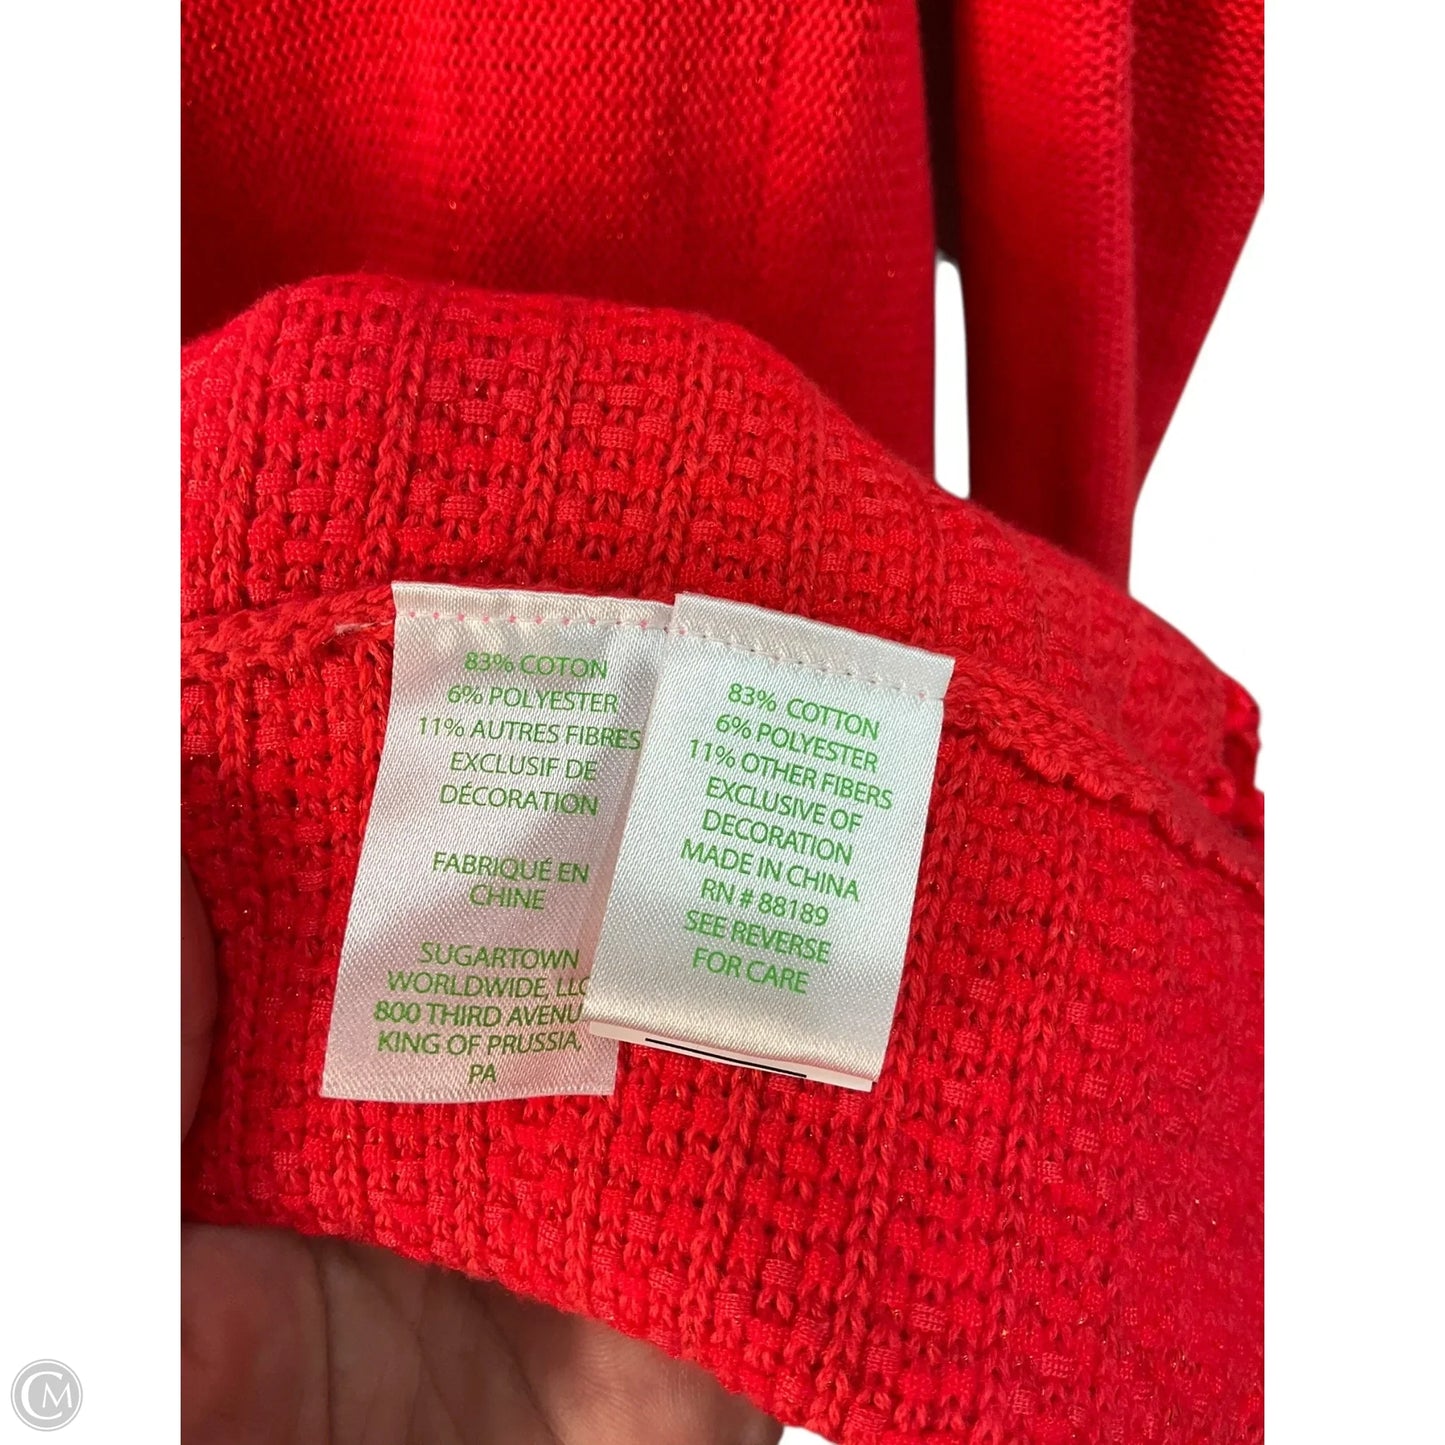 83% COTON
6% POLYESTER
11% AUTRES FIBRES
EXCLUSIF DE
DÉCORATION
FABRIQUÉ EN
CHINE
SUGARTOWN
WORLDWIDE, LLC
800 THIRD AVENU
KING OF PRUSSIA,
PA
83% COTTON
6% POLYESTER
11% OTHER FIBERS
EXCLUSIVE OF
DECORATION
MADE IN CHINA
RN # 88189
SEE REVERSE
FOR CARE
CM